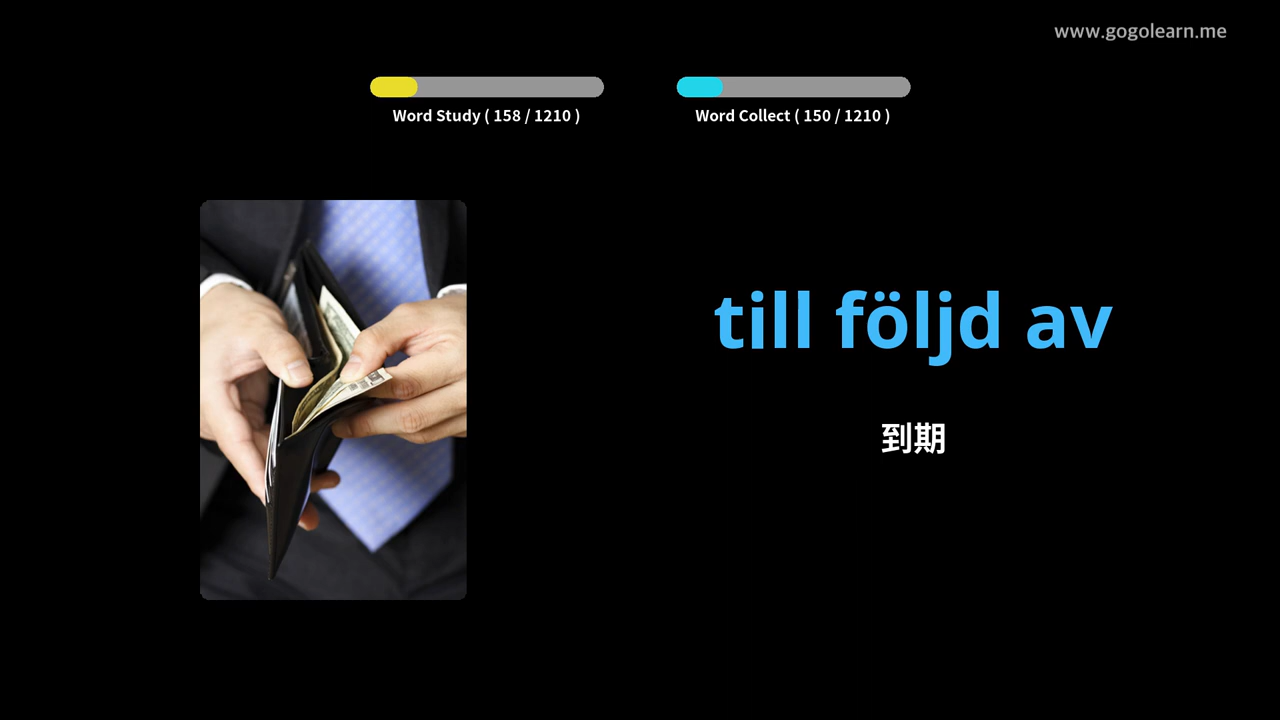 www.gogolearn.me
Word Study ( 158 / 1210 )
Word Collect ( 150 / 1210 )
till följd av
到期